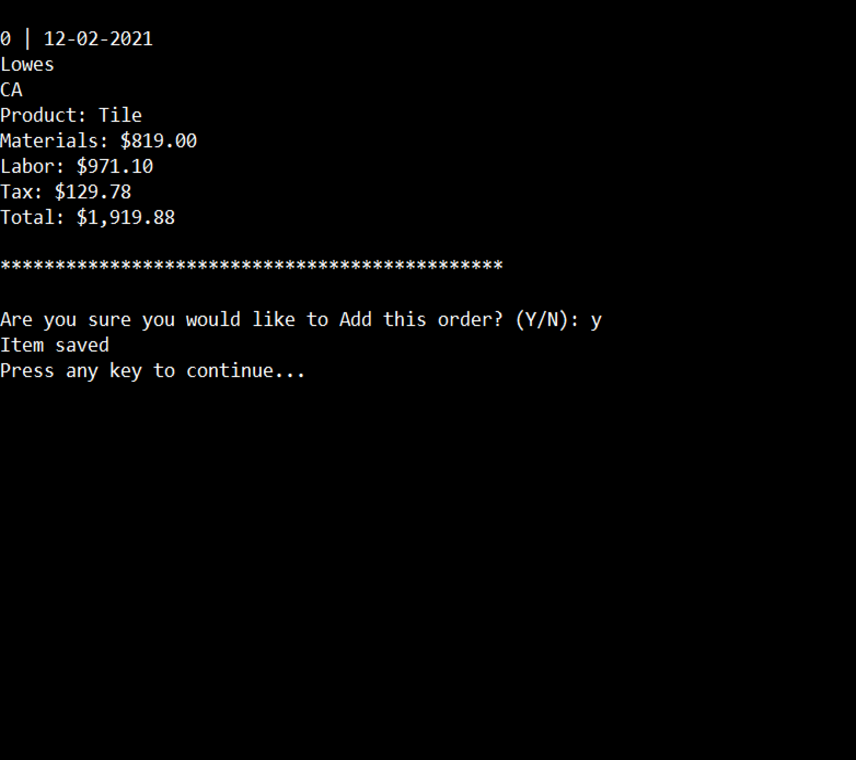 0 | 12-02-2021
Lowes
CA
Product: Tile
Materials: $819.00
Labor: $971.10
Tax: $129.78
Total: $1,919.88
**********************************************
Are you sure you would like to Add this order? (Y/N): y
Item saved
Press any key to continue...